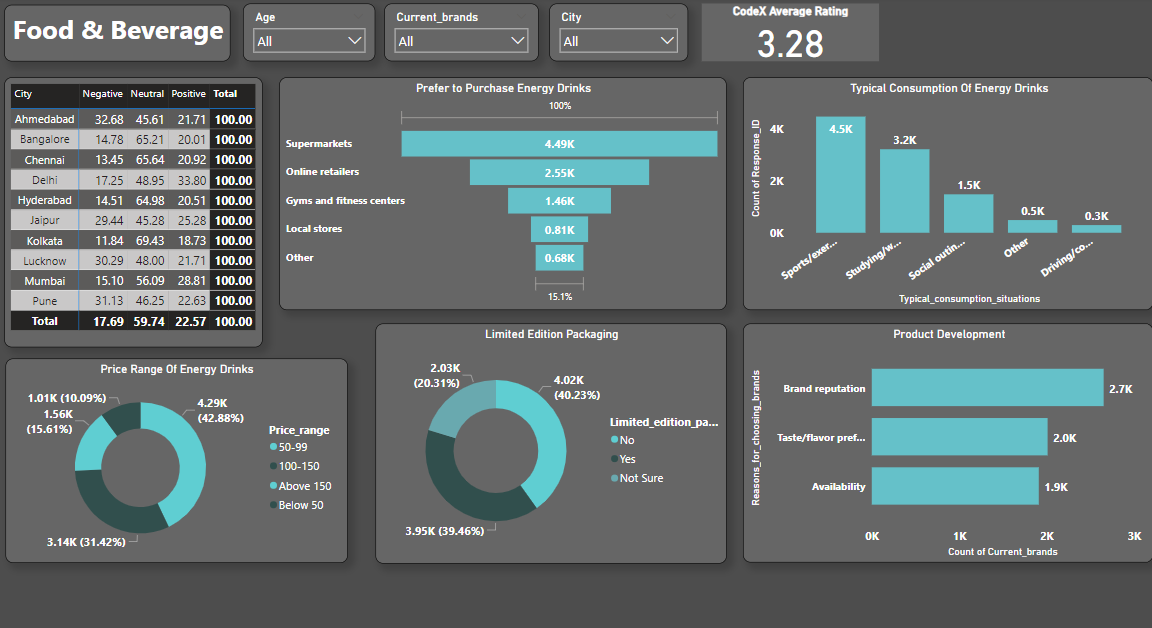 Food & Beverage
Age
All
Current_brands
All
City
All
CodeX Average Rating
3.28
City Negative Neutral Positive Total
Ahmedabad 32.68 45.61 21.71 100.00
Bangalore 14.78 65.21 20.01 100.00
Chennai 13.45 65.64 20.92 100.00
Delhi 17.25 48.95 33.80 100.00
Hyderabad 14.51 64.98 20.51 100.00
Jaipur 29.44 45.28 25.28 100.00
Kolkata 11.84 69.43 18.73 100.00
Lucknow 30.29 48.00 21.71 100.00
Mumbai 15.10 56.09 28.81 100.00
Pune 31.13 46.25 22.63 100.00
Total 17.69 59.74 22.57 100.00
Prefer to Purchase Energy Drinks
100%
Supermarkets 4.49K
Online retailers 2.55K
Gyms and fitness centers 1.46K
Local stores 0.81K
Other 0.68K
15.1%
Typical Consumption Of Energy Drinks
Count of Response_ID
4K
2K
0K
4.5K
3.2K
1.5K
0.5K
0.3K
Sports/exer...
Studying/w...
Social outin...
Other
Driving/co...
Typical_consumption_situations
Price Range Of Energy Drinks
1.01K (10.09%)
1.56K
(15.61%)
4.29K
(42.88%)
3.14K (31.42%)
Price_range
50-99
100-150
Above 150
Below 50
Limited Edition Packaging
2.03K
(20.31%)
4.02K
(40.23%)
3.95K (39.46%)
Limited_edition_pa...
No
Yes
Not Sure
Product Development
Reasons_for_choosing_brands
Brand reputation 2.7K
Taste/flavor pref... 2.0K
Availability 1.9K
0K 1K 2K 3K
Count of Current_brands